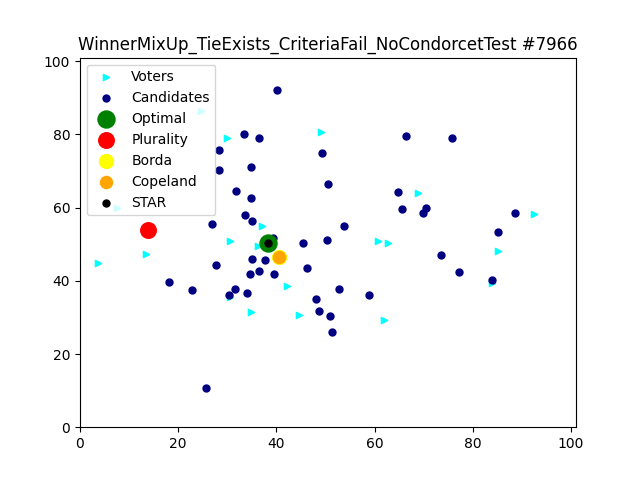 WinnerMixUp_TieExists_CriteriaFail_NoCondorcetTest #7966
100
80
60
40
20
0
Voters
Candidates
Optimal
Plurality
Borda
Copeland
STAR
0 20 40 60 80 100